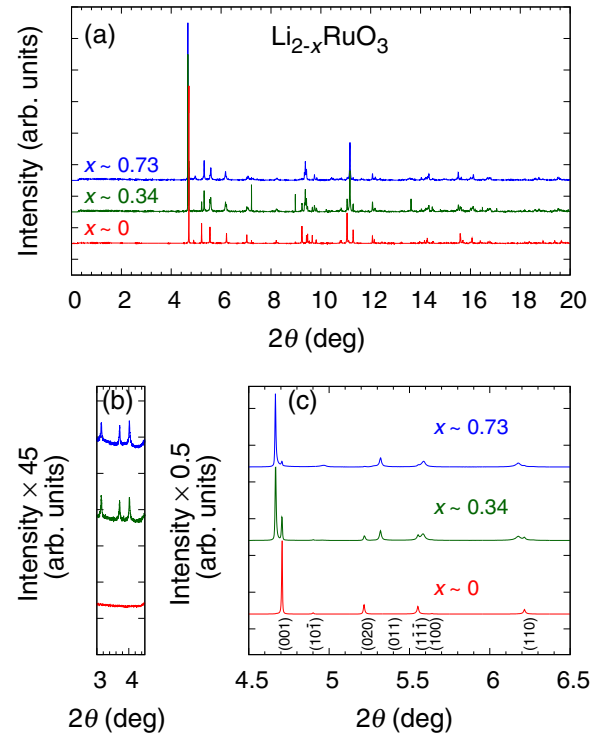 (a)
Li2-xRuO3
Intensity (arb. units)
x ~ 0.73
x ~ 0.34
x ~ 0
0 2 4 6 8 10 12 14 16 18 20
2θ (deg)
(b)
Intensity × 45
(arb. units)
3 4
2θ (deg)
(c)
Intensity × 0.5
(arb. units)
x ~ 0.73
x ~ 0.34
x ~ 0
(001)
(101̄)
(020)
(011)
(1̄11̄)
(100)
(110)
4.5 5 5.5 6 6.5
2θ (deg)